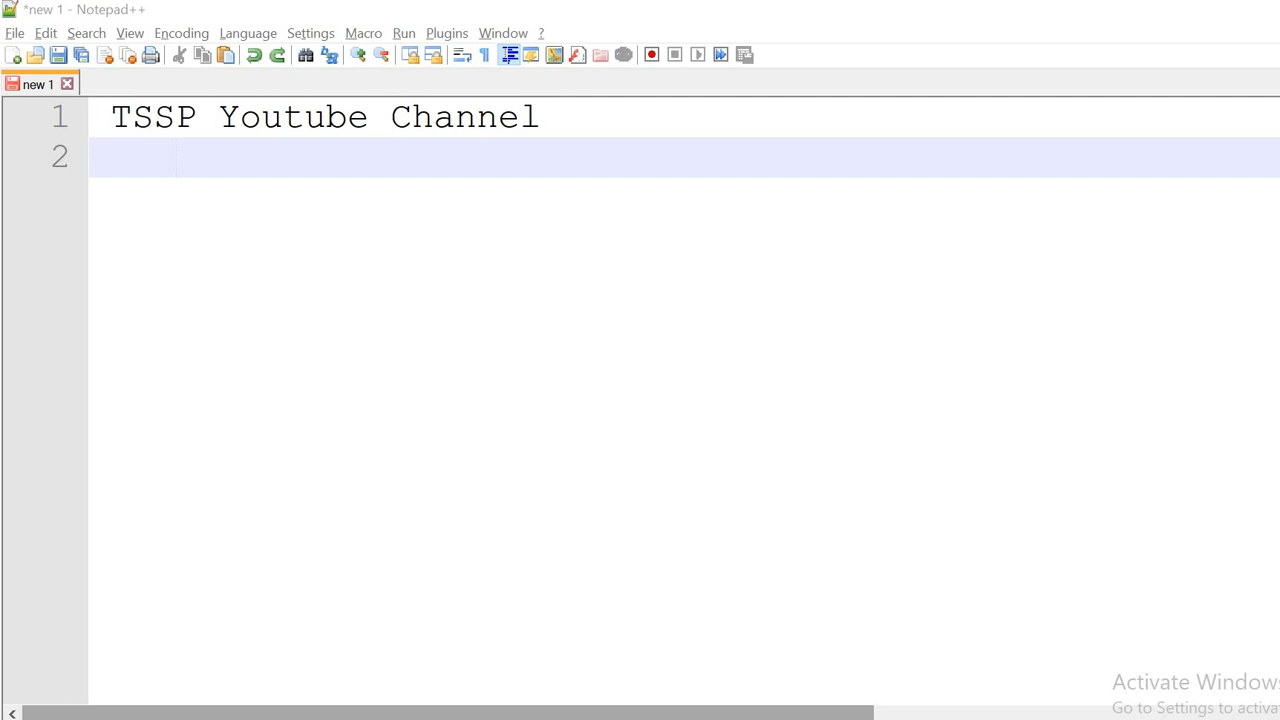 *new 1 - Notepad++
File Edit Search View Encoding Language Settings Macro Run Plugins Window ?
new 1
1 TSSP Youtube Channel
2
Activate Windows
Go to Settings to activa